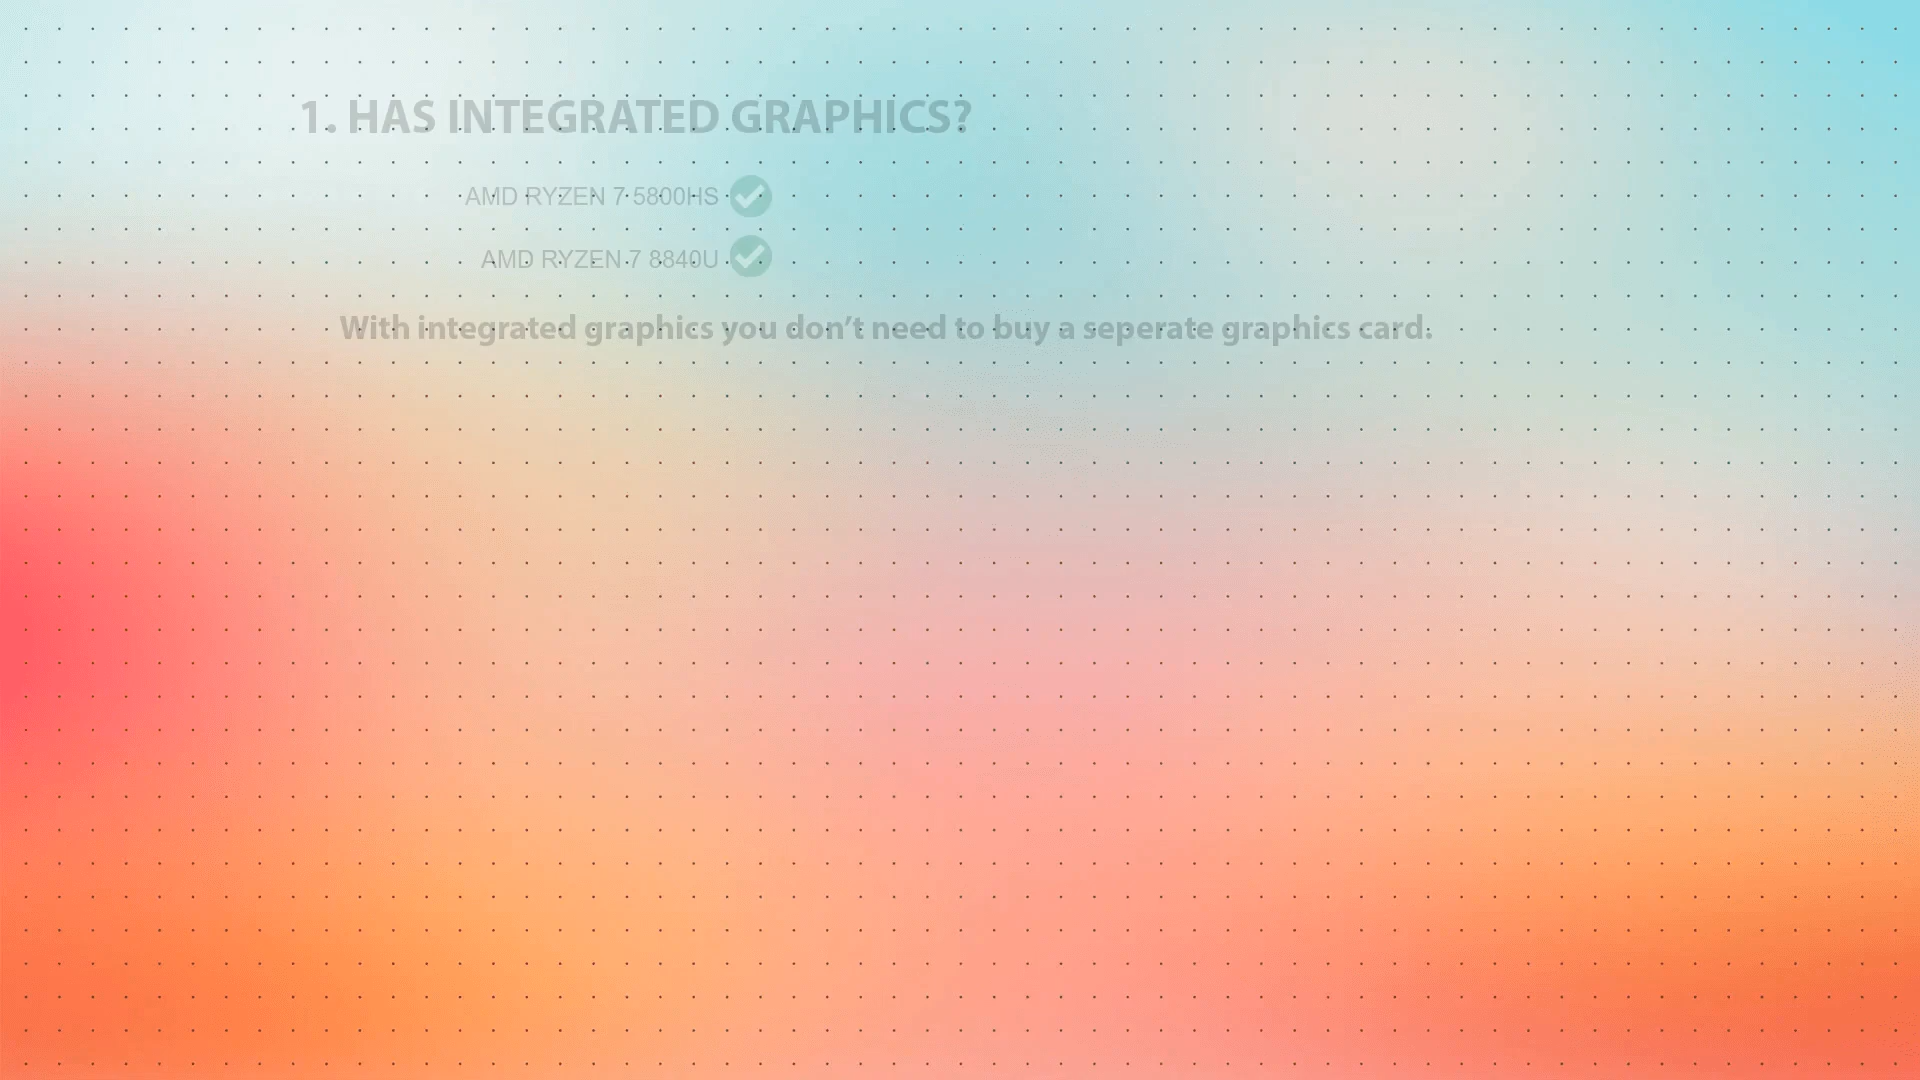 1. HAS INTEGRATED GRAPHICS?
AMD RYZEN 7 5800HS
AMD RYZEN 7 8840U
With integrated graphics you don’t need to buy a seperate graphics card.